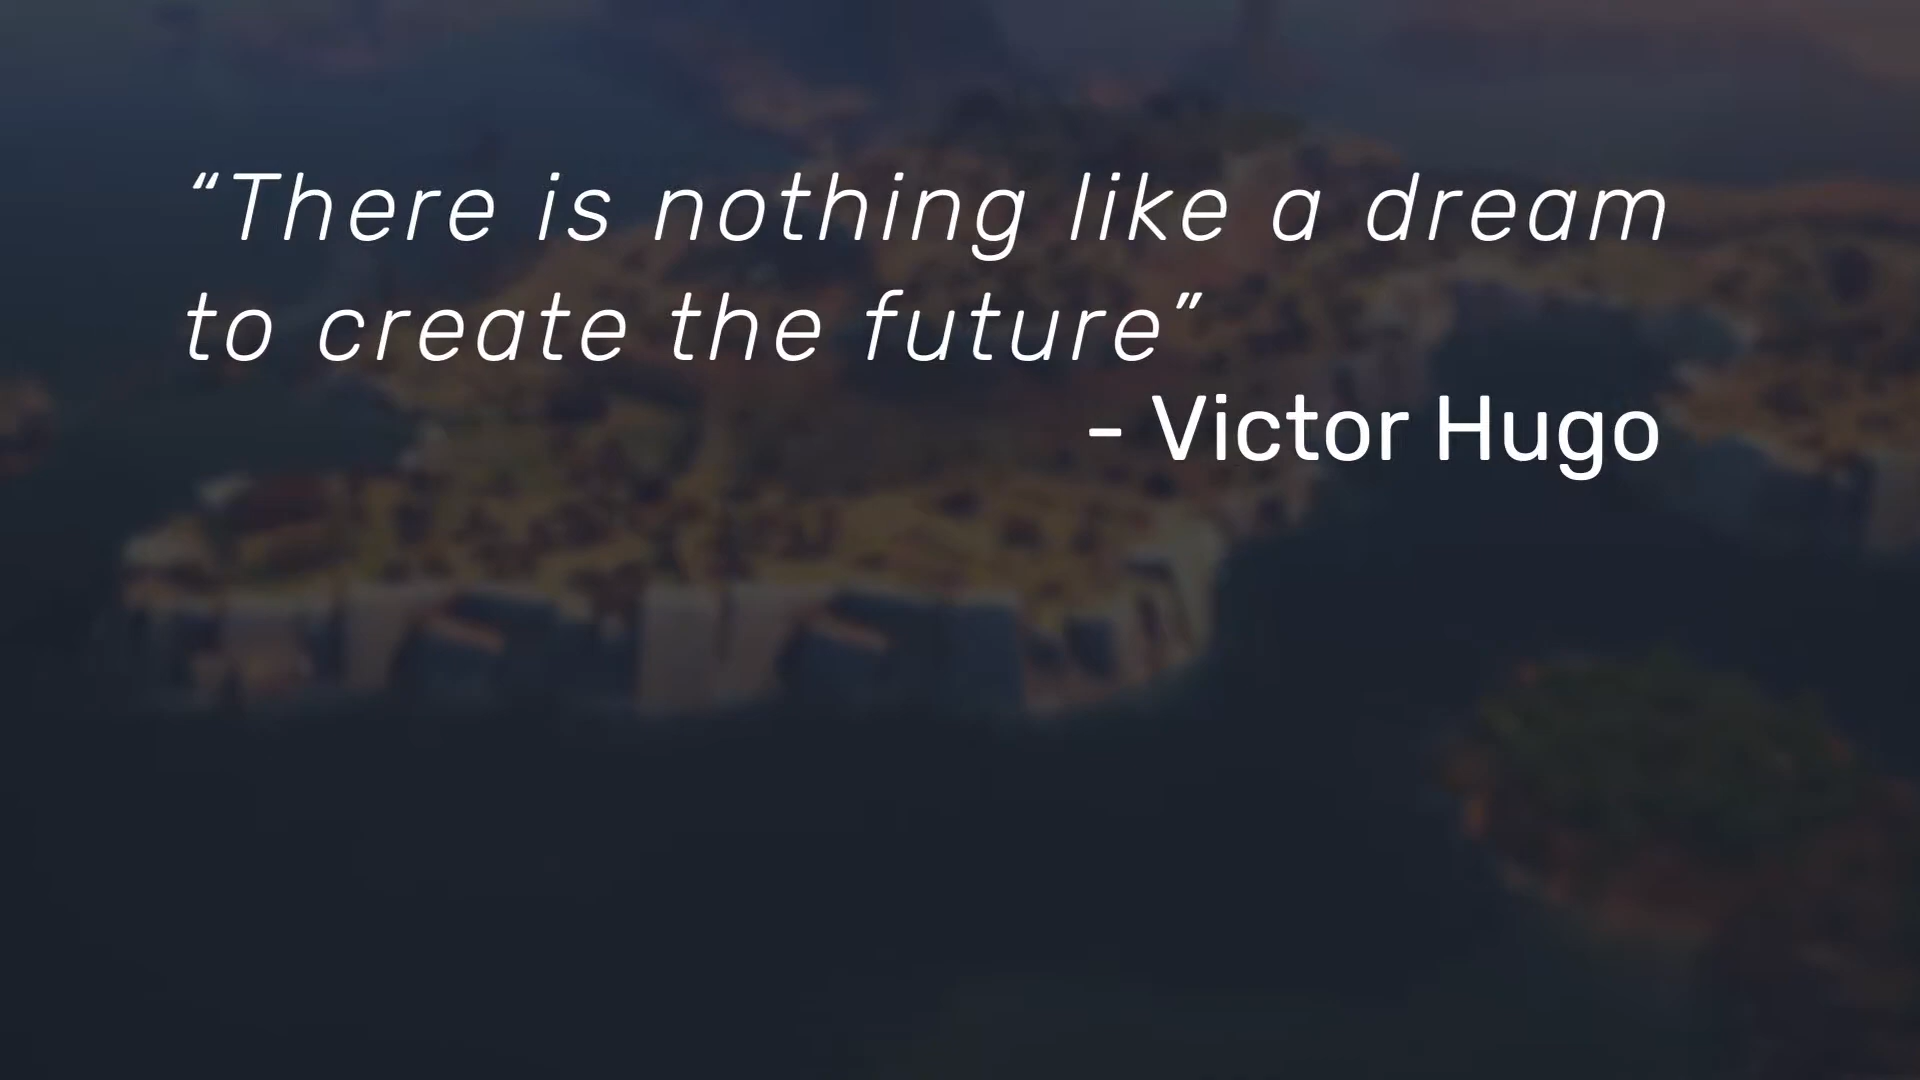 “There is nothing like a dream
to create the future”
- Victor Hugo